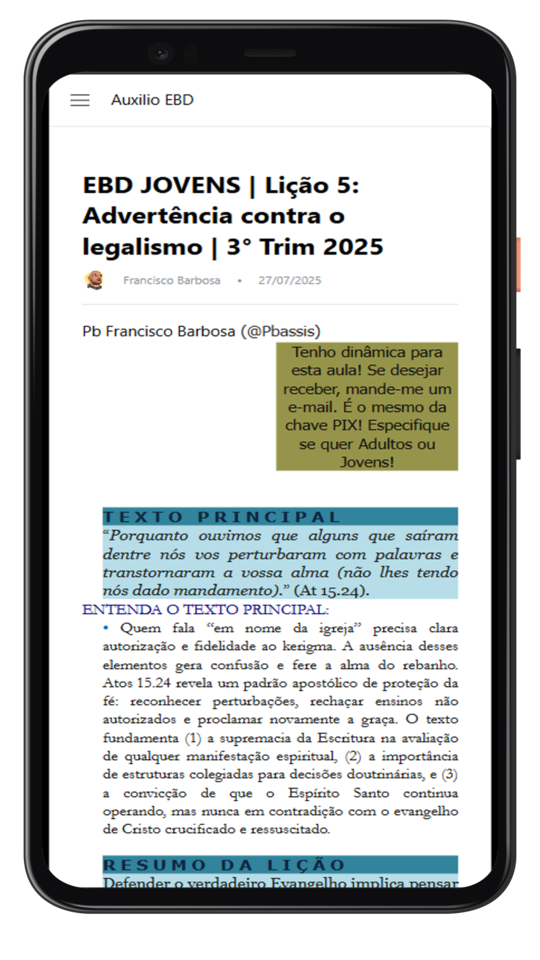 Auxilio EBD
EBD JOVENS | Lição 5:
Advertência contra o
legalismo | 3° Trim 2025
Francisco Barbosa • 27/07/2025
Pb Francisco Barbosa (@Pbassis)
Tenho dinâmica para
esta aula! Se desejar
receber, mande-me um
e-mail. É o mesmo da
chave PIX! Especifique
se quer Adultos ou
Jovens!
TEXTO PRINCIPAL
“Porquanto ouvimos que alguns que saíram
dentre nós vos perturbaram com palavras e
transtornaram a vossa alma (não lhes tendo
nós dado mandamento).” (At 15.24).
ENTENDA O TEXTO PRINCIPAL:
• Quem fala “em nome da igreja” precisa clara
autorização e fidelidade ao kerigma. A ausência desses
elementos gera confusão e fere a alma do rebanho.
Atos 15.24 revela um padrão apostólico de proteção da
fé: reconhecer perturbações, rechaçar ensinos não
autorizados e proclamar novamente a graça. O texto
fundamenta (1) a supremacia da Escritura na avaliação
de qualquer manifestação espiritual, (2) a importância
de estruturas colegiadas para decisões doutrinárias, e (3)
a convicção de que o Espírito Santo continua
operando, mas nunca em contradição com o evangelho
de Cristo crucificado e ressuscitado.
RESUMO DA LIÇÃO
Defender o verdadeiro Evangelho implica pensar